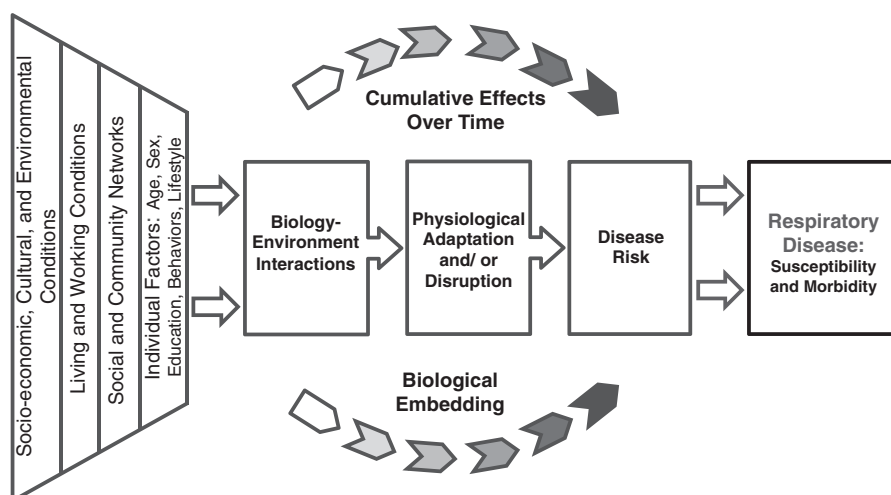 Socio-economic, Cultural, and Environmental
Conditions
Living and Working Conditions
Social and Community Networks
Individual Factors: Age, Sex,
Education, Behaviors, Lifestyle
Cumulative Effects
Over Time
Biology-
Environment
Interactions
Physiological
Adaptation
and/ or
Disruption
Disease
Risk
Respiratory
Disease:
Susceptibility
and Morbidity
Biological
Embedding